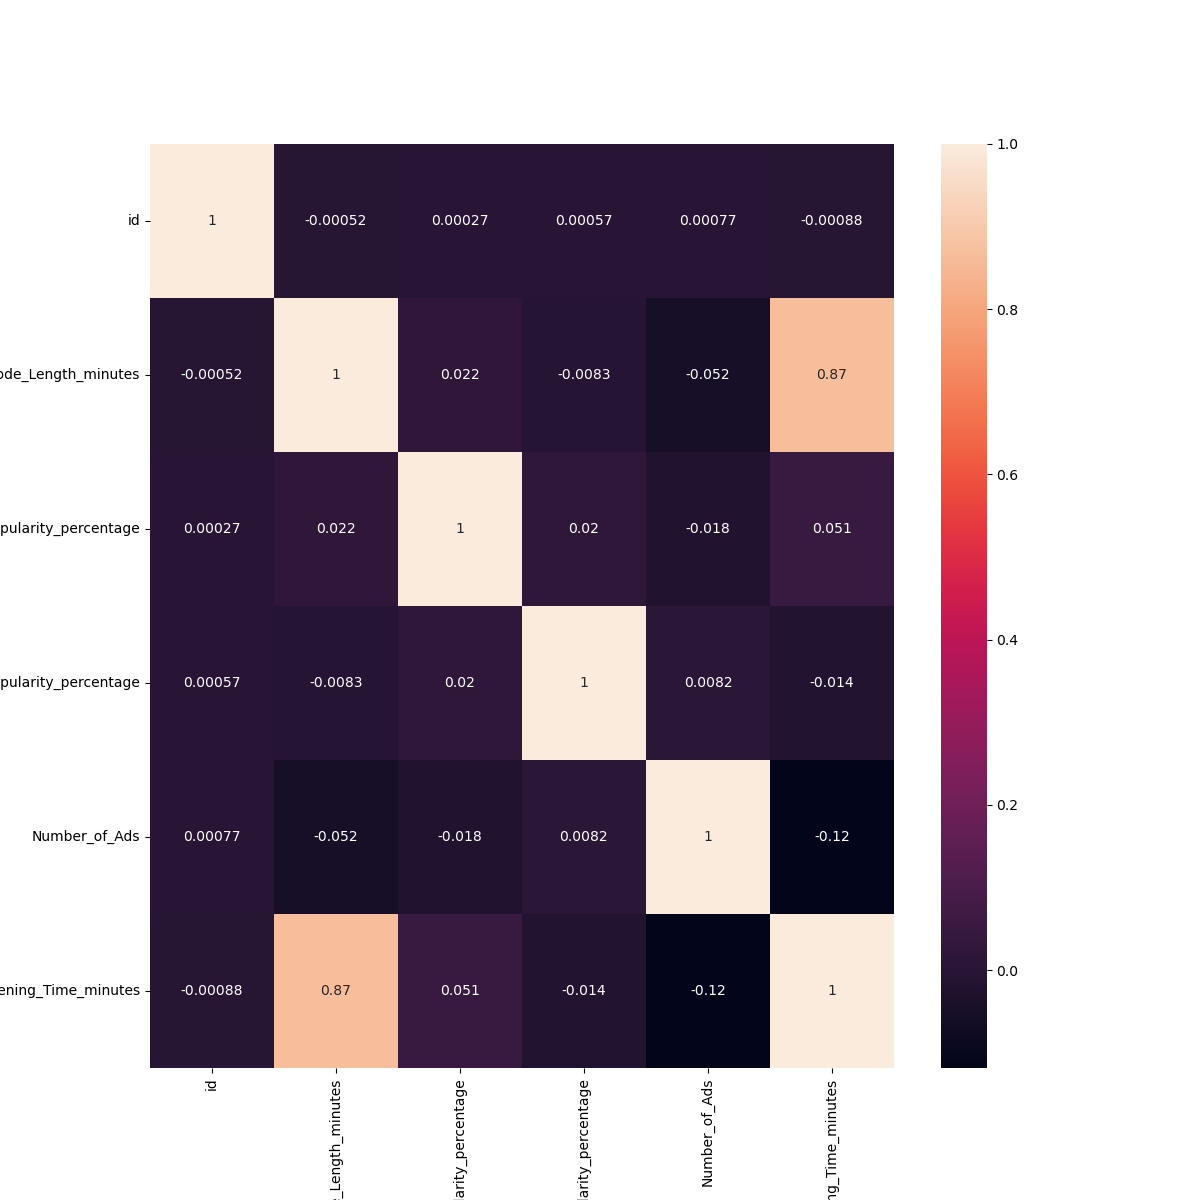 1.0
id 1 -0.00052 0.00027 0.00057 0.00077 -0.00088
0.8
ode_Length_minutes -0.00052 1 0.022 -0.0083 -0.052 0.87
pularity_percentage 0.00027 0.022 1 0.02 -0.018 0.051
0.6
0.4
pularity_percentage 0.00057 -0.0083 0.02 1 0.0082 -0.014
0.2
Number_of_Ads 0.00077 -0.052 -0.018 0.0082 1 -0.12
0.0
ening_Time_minutes -0.00088 0.87 0.051 -0.014 -0.12 1
id
_Length_minutes
larity_percentage
larity_percentage
Number_of_Ads
ng_Time_minutes